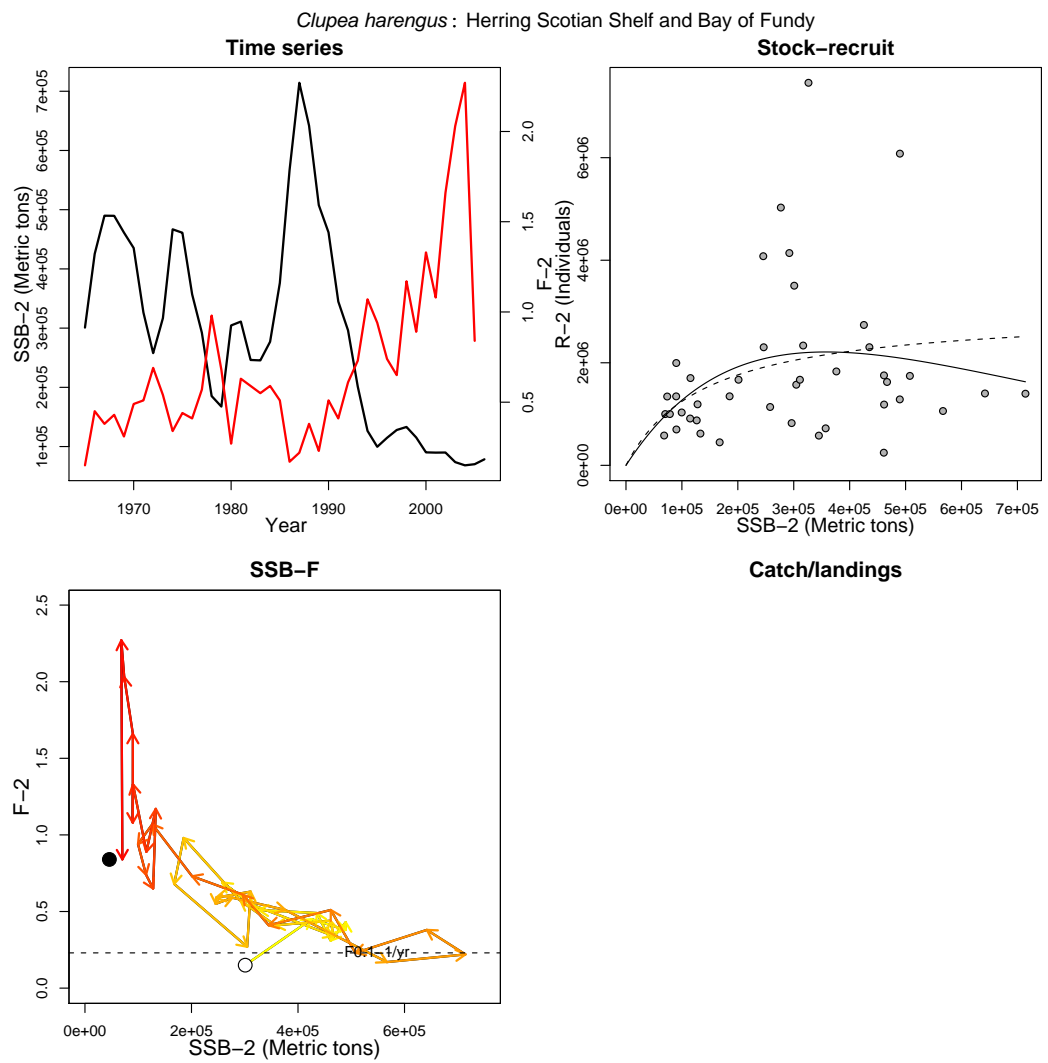 Clupea harengus : Herring Scotian Shelf and Bay of Fundy
Time series
SSB−2 (Metric tons)
1e+05 2e+05 3e+05 4e+05 5e+05 6e+05 7e+05
F−2
0.5 1.0 1.5 2.0
1970 1980 1990 2000
Year
Stock−recruit
R−2 (Individuals)
0e+00 2e+06 4e+06 6e+06
0e+00 1e+05 2e+05 3e+05 4e+05 5e+05 6e+05 7e+05
SSB−2 (Metric tons)
SSB−F
F−2
0.0 0.5 1.0 1.5 2.0 2.5
F0.1−1/yr
0e+00 2e+05 4e+05 6e+05
SSB−2 (Metric tons)
Catch/landings